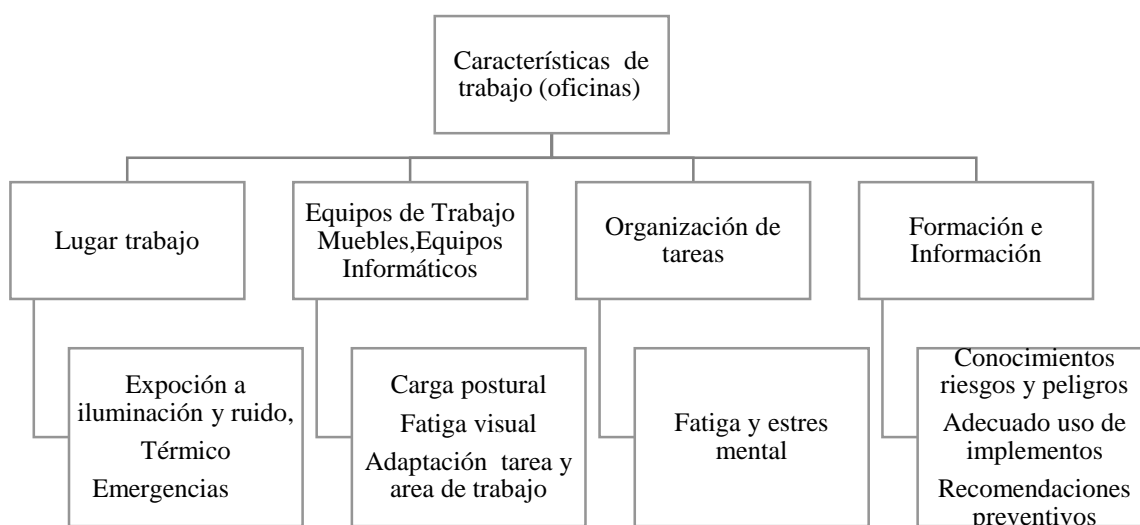 Características de
trabajo (oficinas)
Lugar trabajo
Equipos de Trabajo
Muebles,Equipos
Informáticos
Organización de
tareas
Formación e
Información
Expoción a
iluminación y ruido,
Térmico
Emergencias
Carga postural
Fatiga visual
Adaptación tarea y
area de trabajo
Fatiga y estres
mental
Conocimientos
riesgos y peligros
Adecuado uso de
implementos
Recomendaciones
preventivos